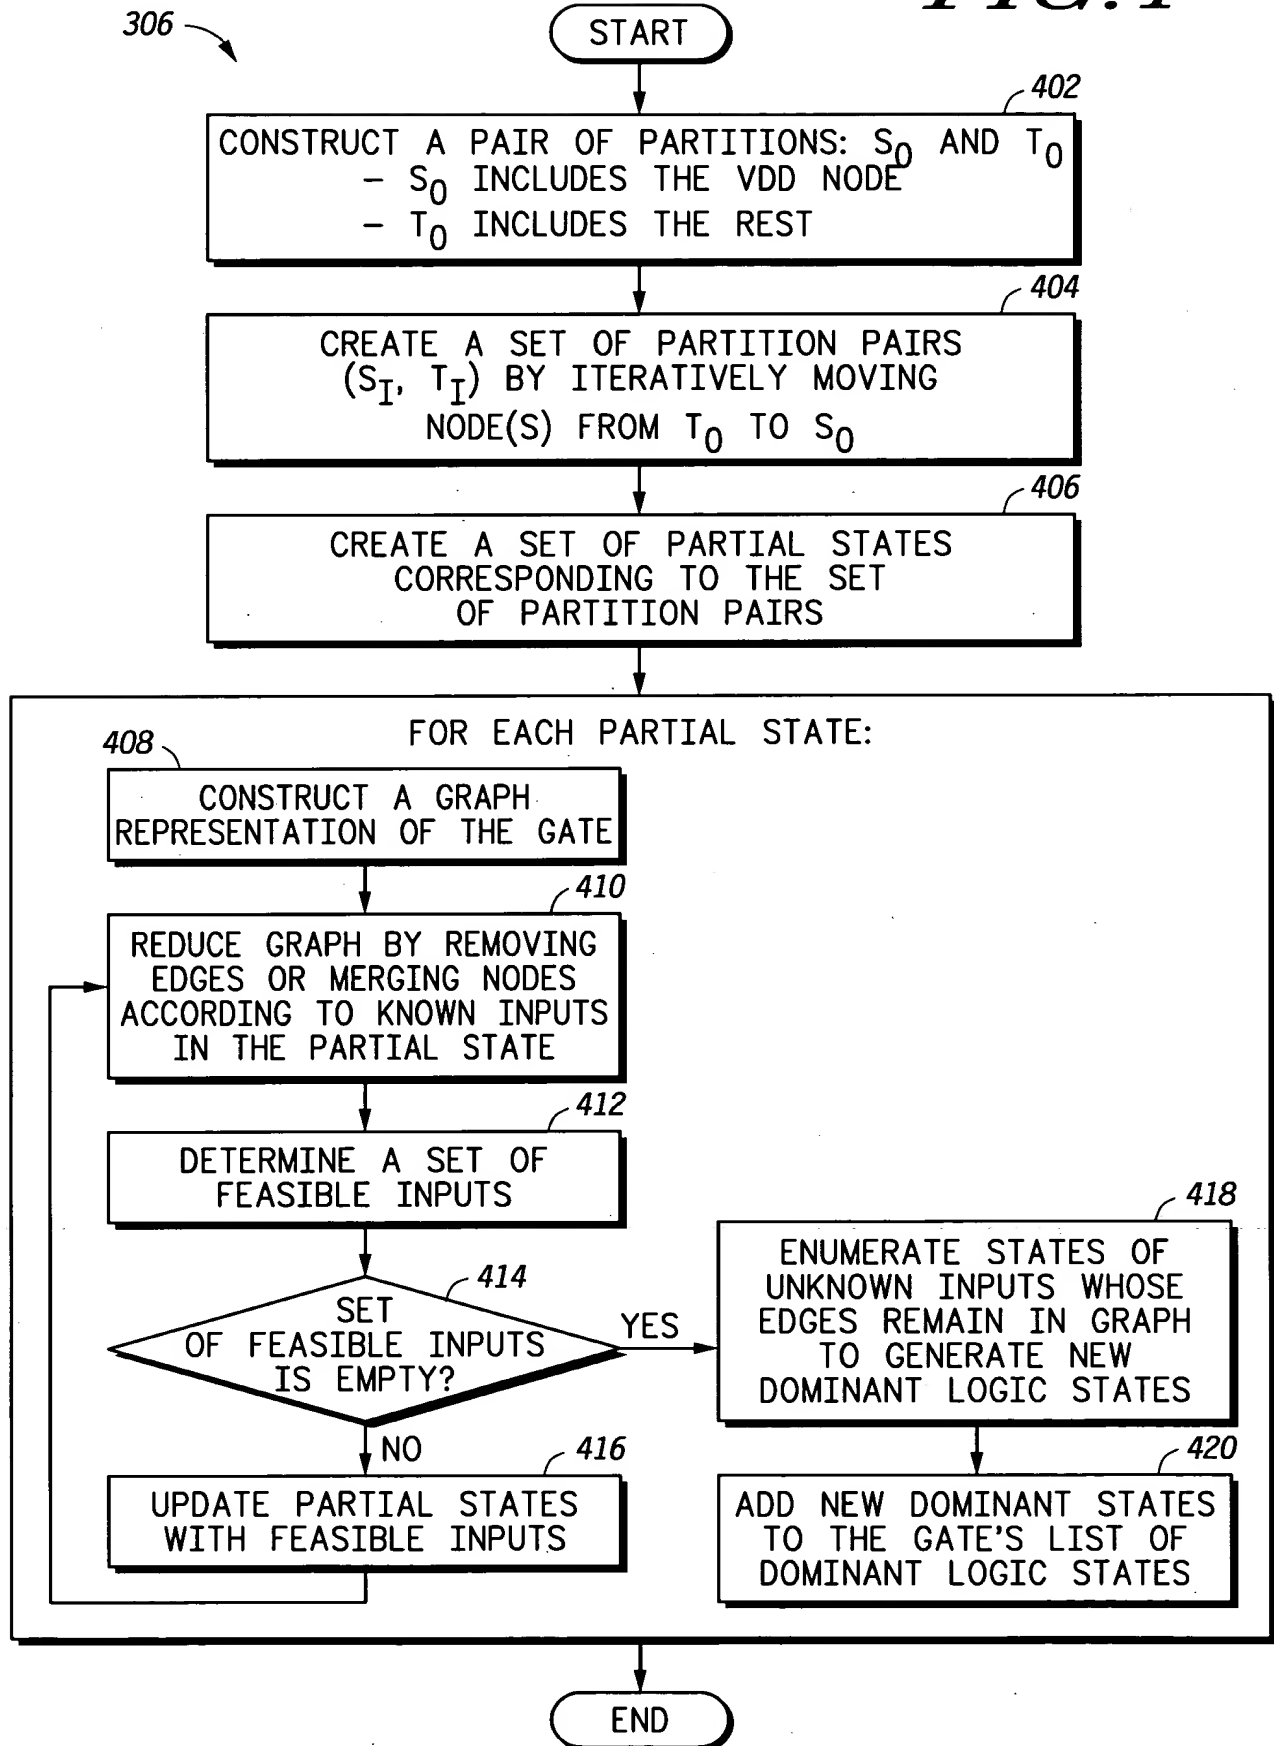 FIG.
306
START
402
CONSTRUCT A PAIR OF PARTITIONS: S0 AND T0
– S0 INCLUDES THE VDD NODE
– T0 INCLUDES THE REST
404
CREATE A SET OF PARTITION PAIRS
(SI, TI) BY ITERATIVELY MOVING
NODE(S) FROM T0 TO S0
406
CREATE A SET OF PARTIAL STATES
CORRESPONDING TO THE SET
OF PARTITION PAIRS
FOR EACH PARTIAL STATE:
408
CONSTRUCT A GRAPH
REPRESENTATION OF THE GATE
410
REDUCE GRAPH BY REMOVING
EDGES OR MERGING NODES
ACCORDING TO KNOWN INPUTS
IN THE PARTIAL STATE
412
DETERMINE A SET OF
FEASIBLE INPUTS
414
SET
OF FEASIBLE INPUTS
IS EMPTY?
YES
NO
416
UPDATE PARTIAL STATES
WITH FEASIBLE INPUTS
418
ENUMERATE STATES OF
UNKNOWN INPUTS WHOSE
EDGES REMAIN IN GRAPH
TO GENERATE NEW
DOMINANT LOGIC STATES
420
ADD NEW DOMINANT STATES
TO THE GATE'S LIST OF
DOMINANT LOGIC STATES
END